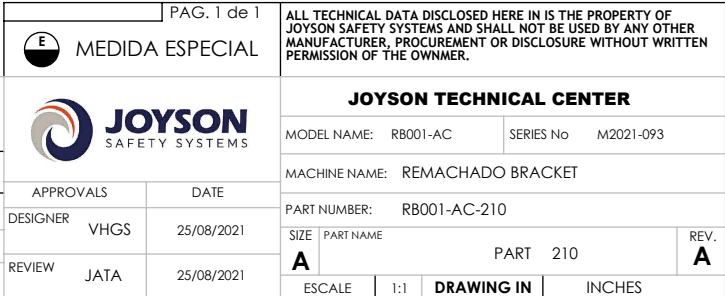 PAG. 1 de 1
E
MEDIDA ESPECIAL
ALL TECHNICAL DATA DISCLOSED HERE IN IS THE PROPERTY OF
JOYSON SAFETY SYSTEMS AND SHALL NOT BE USED BY ANY OTHER
MANUFACTURER, PROCUREMENT OR DISCLOSURE WITHOUT WRITTEN
PERMISSION OF THE OWNMER.
JOYSON
SAFETY SYSTEMS
JOYSON TECHNICAL CENTER
MODEL NAME: RB001-AC SERIES No M2021-093
MACHINE NAME: REMACHADO BRACKET
APPROVALS DATE
PART NUMBER: RB001-AC-210
DESIGNER VHGS 25/08/2021
SIZE A PART NAME PART 210 REV. A
REVIEW JATA 25/08/2021
ESCALE 1:1 DRAWING IN INCHES